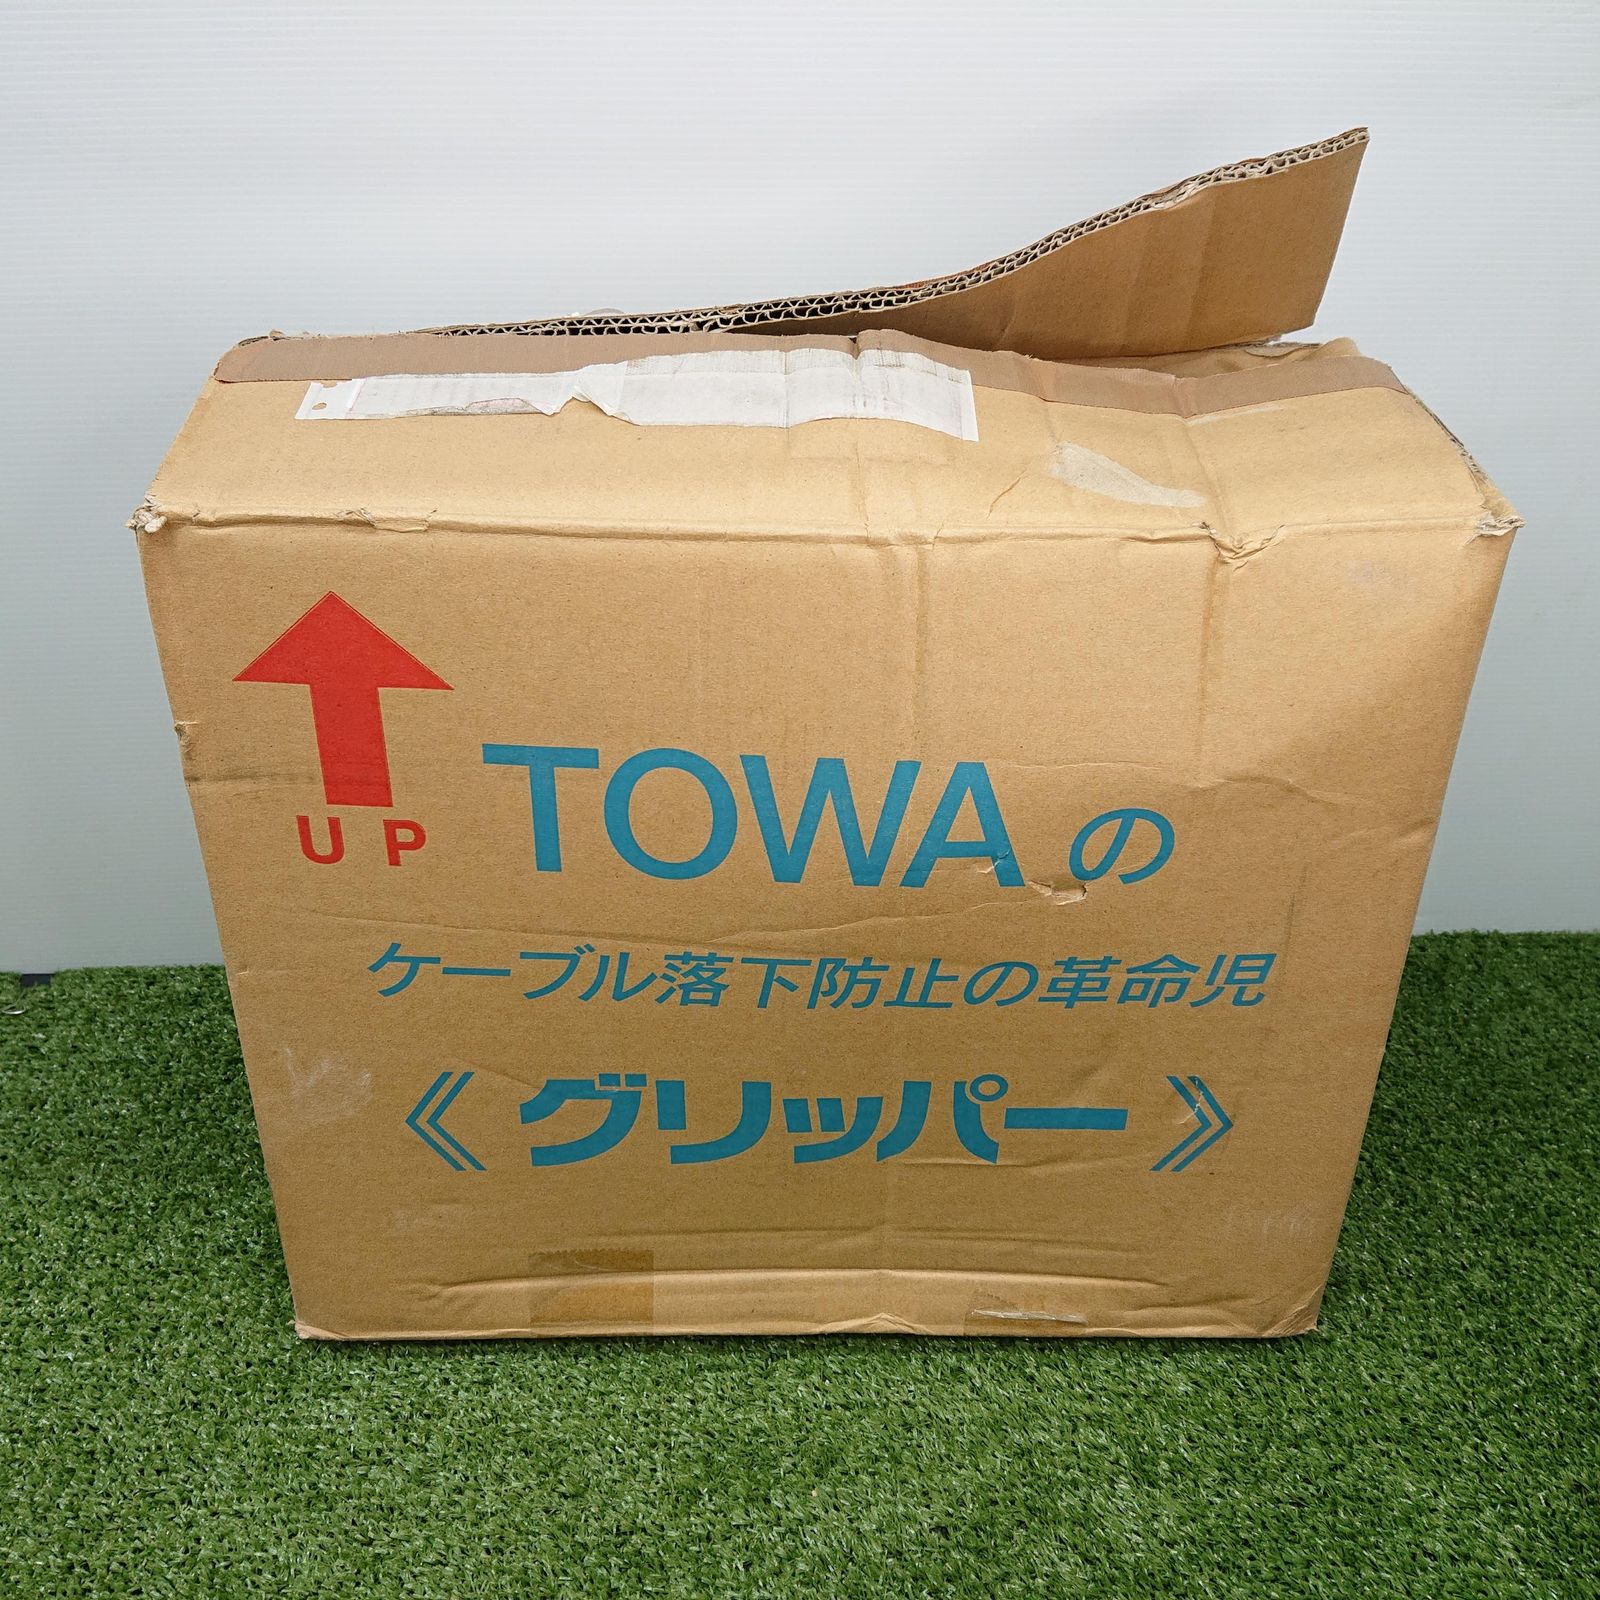 UP
TOWAの
ケーブル落下防止の革命児
《グリッパー》